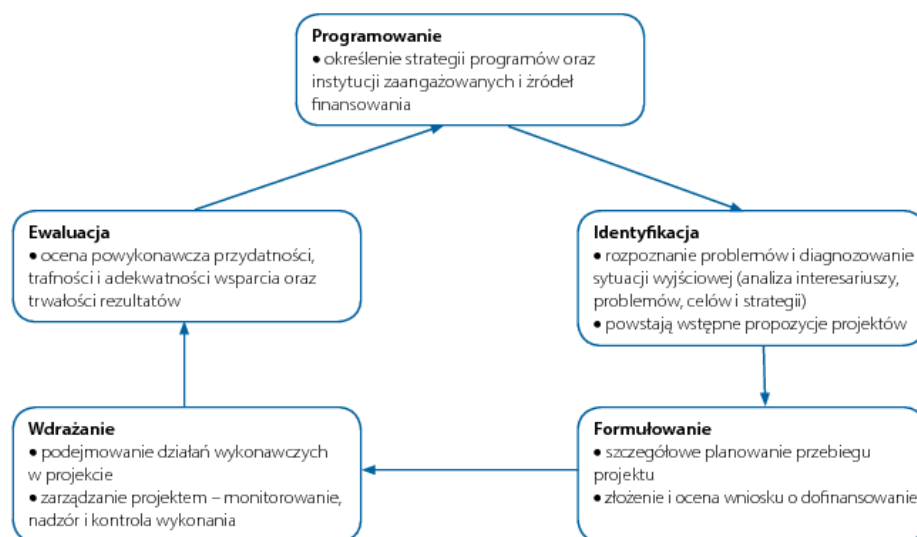 Programowanie
• określenie strategii programów oraz
instytucji zaangażowanych i źródeł
finansowania
Ewaluacja
• ocena powykonawcza przydatności,
trafności i adekwatności wsparcia oraz
trwałości rezultatów
Identyfikacja
• rozpoznanie problemów i diagnozowanie
sytuacji wyjściowej (analiza interesariuszy,
problemów, celów i strategii)
• powstają wstępne propozycje projektów
Wdrażanie
• podejmowanie działań wykonawczych
w projekcie
• zarządzanie projektem – monitorowanie,
nadzór i kontrola wykonania
Formułowanie
• szczegółowe planowanie przebiegu
projektu
• złożenie i ocena wniosku o dofinansowanie